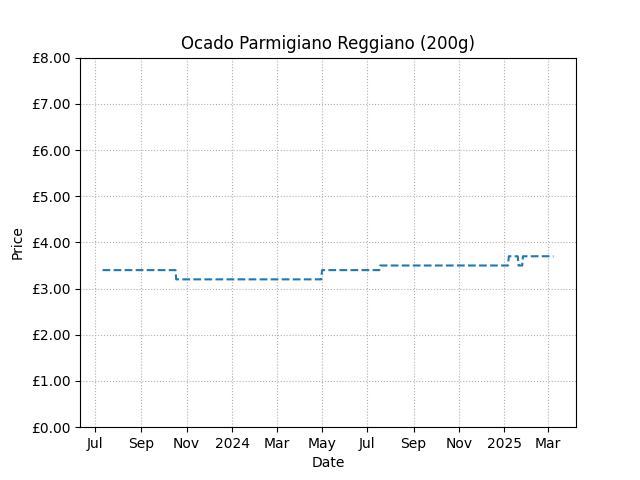 Ocado Parmigiano Reggiano (200g)
£8.00
£7.00
£6.00
£5.00
£4.00
£3.00
£2.00
£1.00
£0.00
Price
Jul Sep Nov 2024 Mar May Jul Sep Nov 2025 Mar
Date